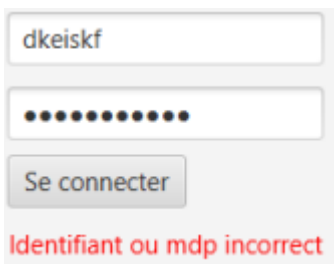 dkeiskf
●●●●●●●●●●●
Se connecter
Identifiant ou mdp incorrect